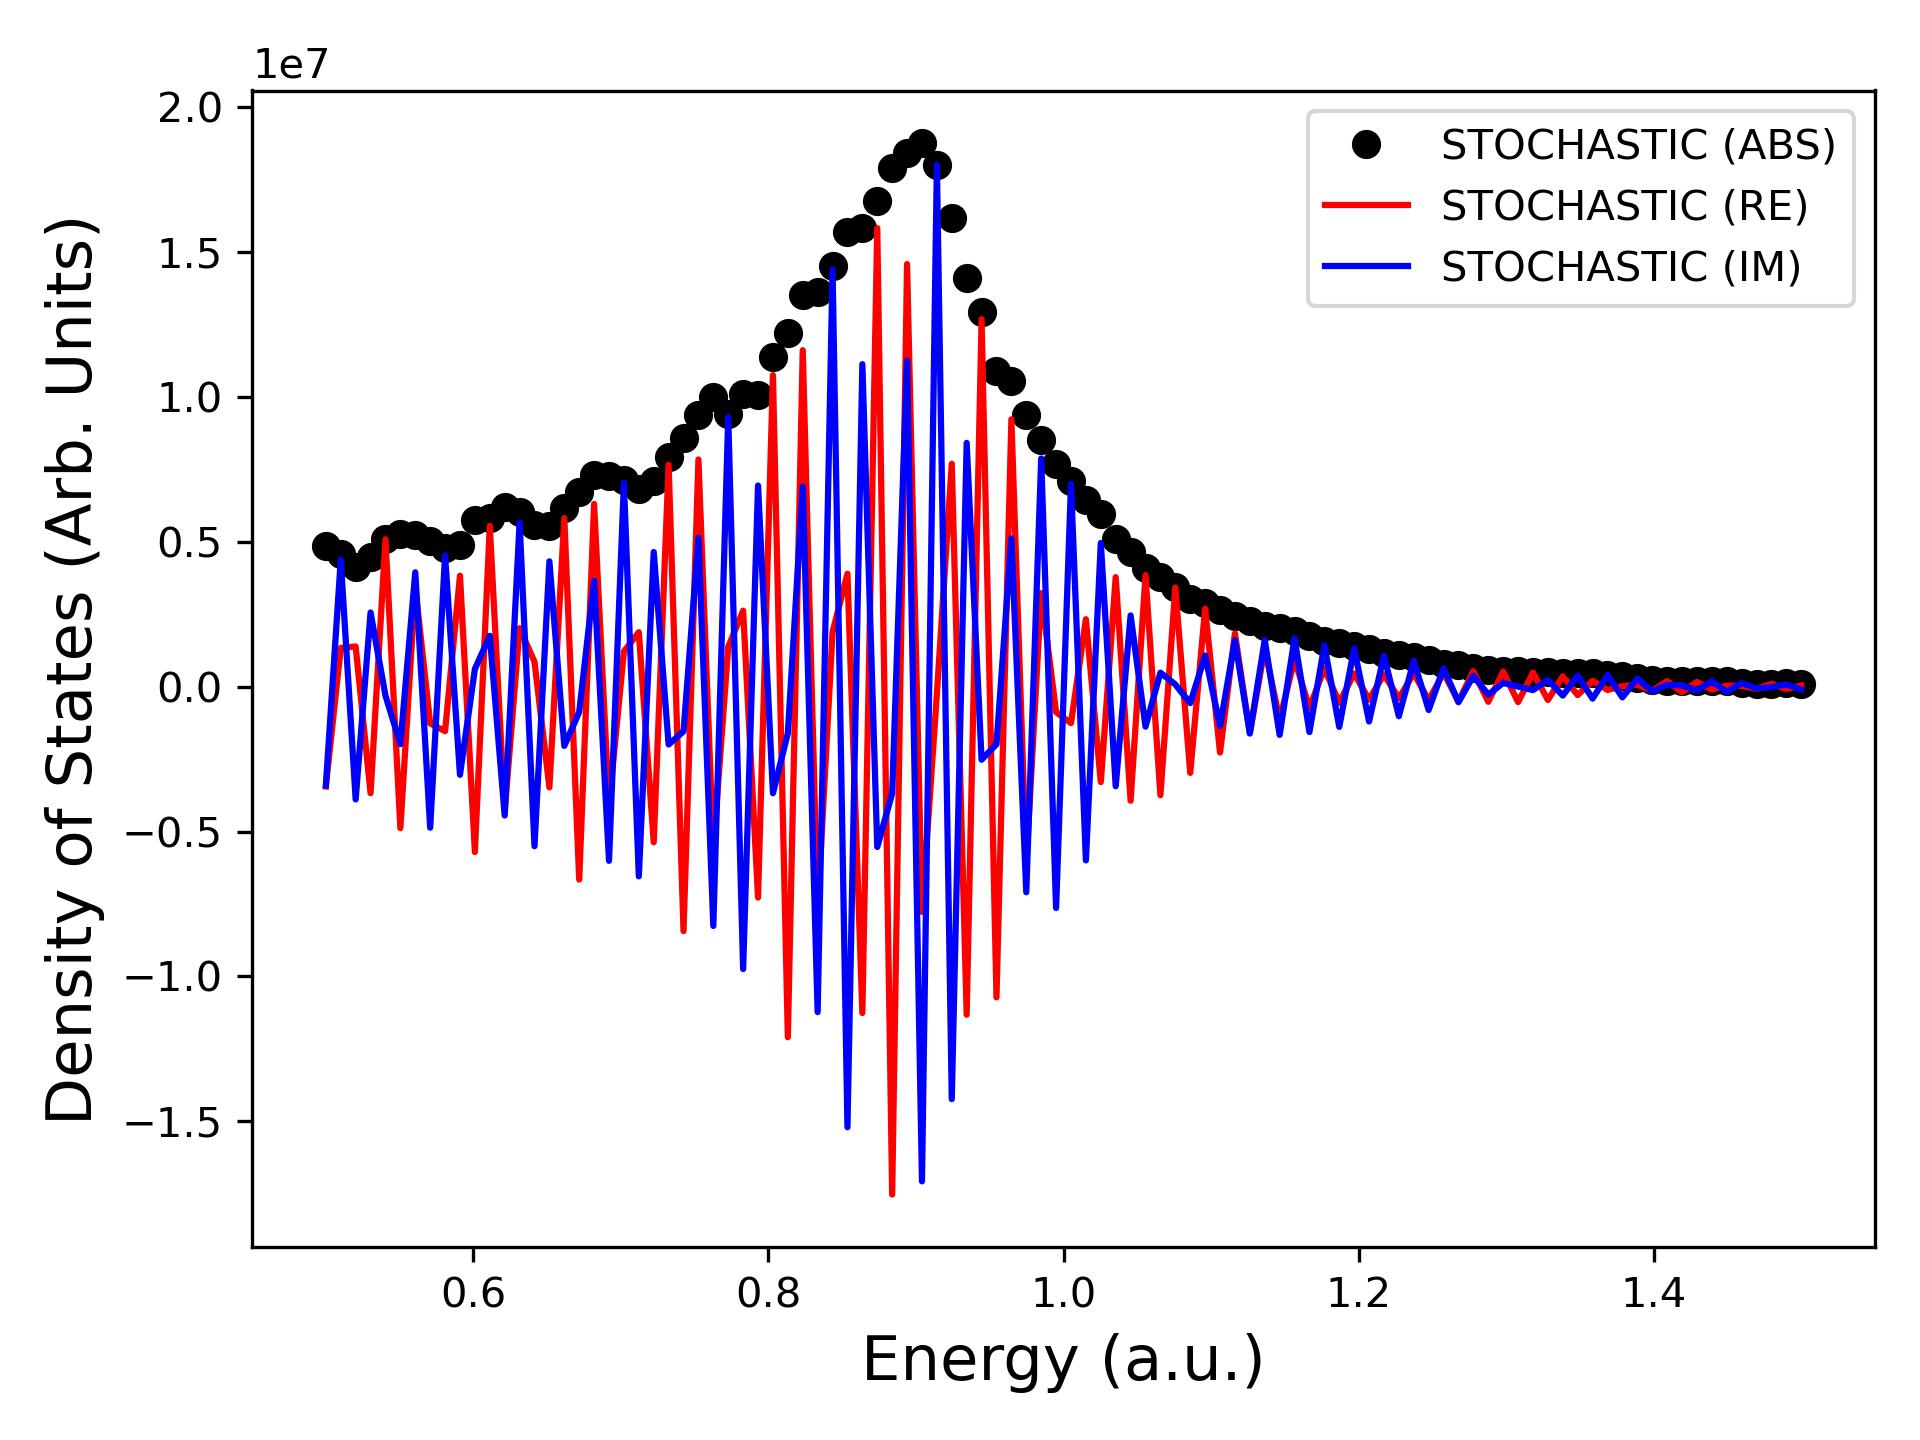 1e7
2.0
1.5
1.0
0.5
0.0
−0.5
−1.0
−1.5
Density of States (Arb. Units)
STOCHASTIC (ABS)
STOCHASTIC (RE)
STOCHASTIC (IM)
0.6 0.8 1.0 1.2 1.4
Energy (a.u.)